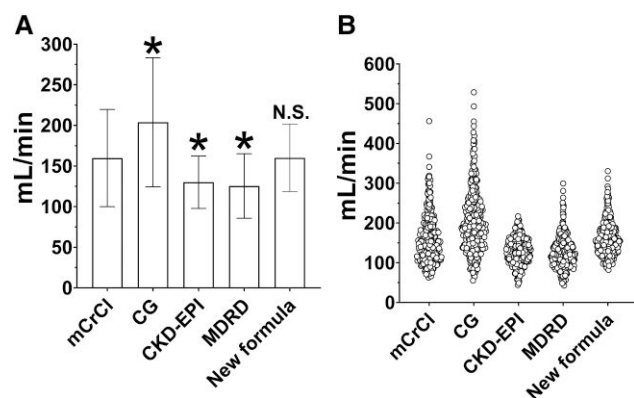 A
mL/min
300
250
200
150
100
50
0
*
*
*
N.S.
mCrCl
CG
CKD-EPI
MDRD
New formula
B
mL/min
600
500
400
300
200
100
0
mCrCl
CG
CKD-EPI
MDRD
New formula